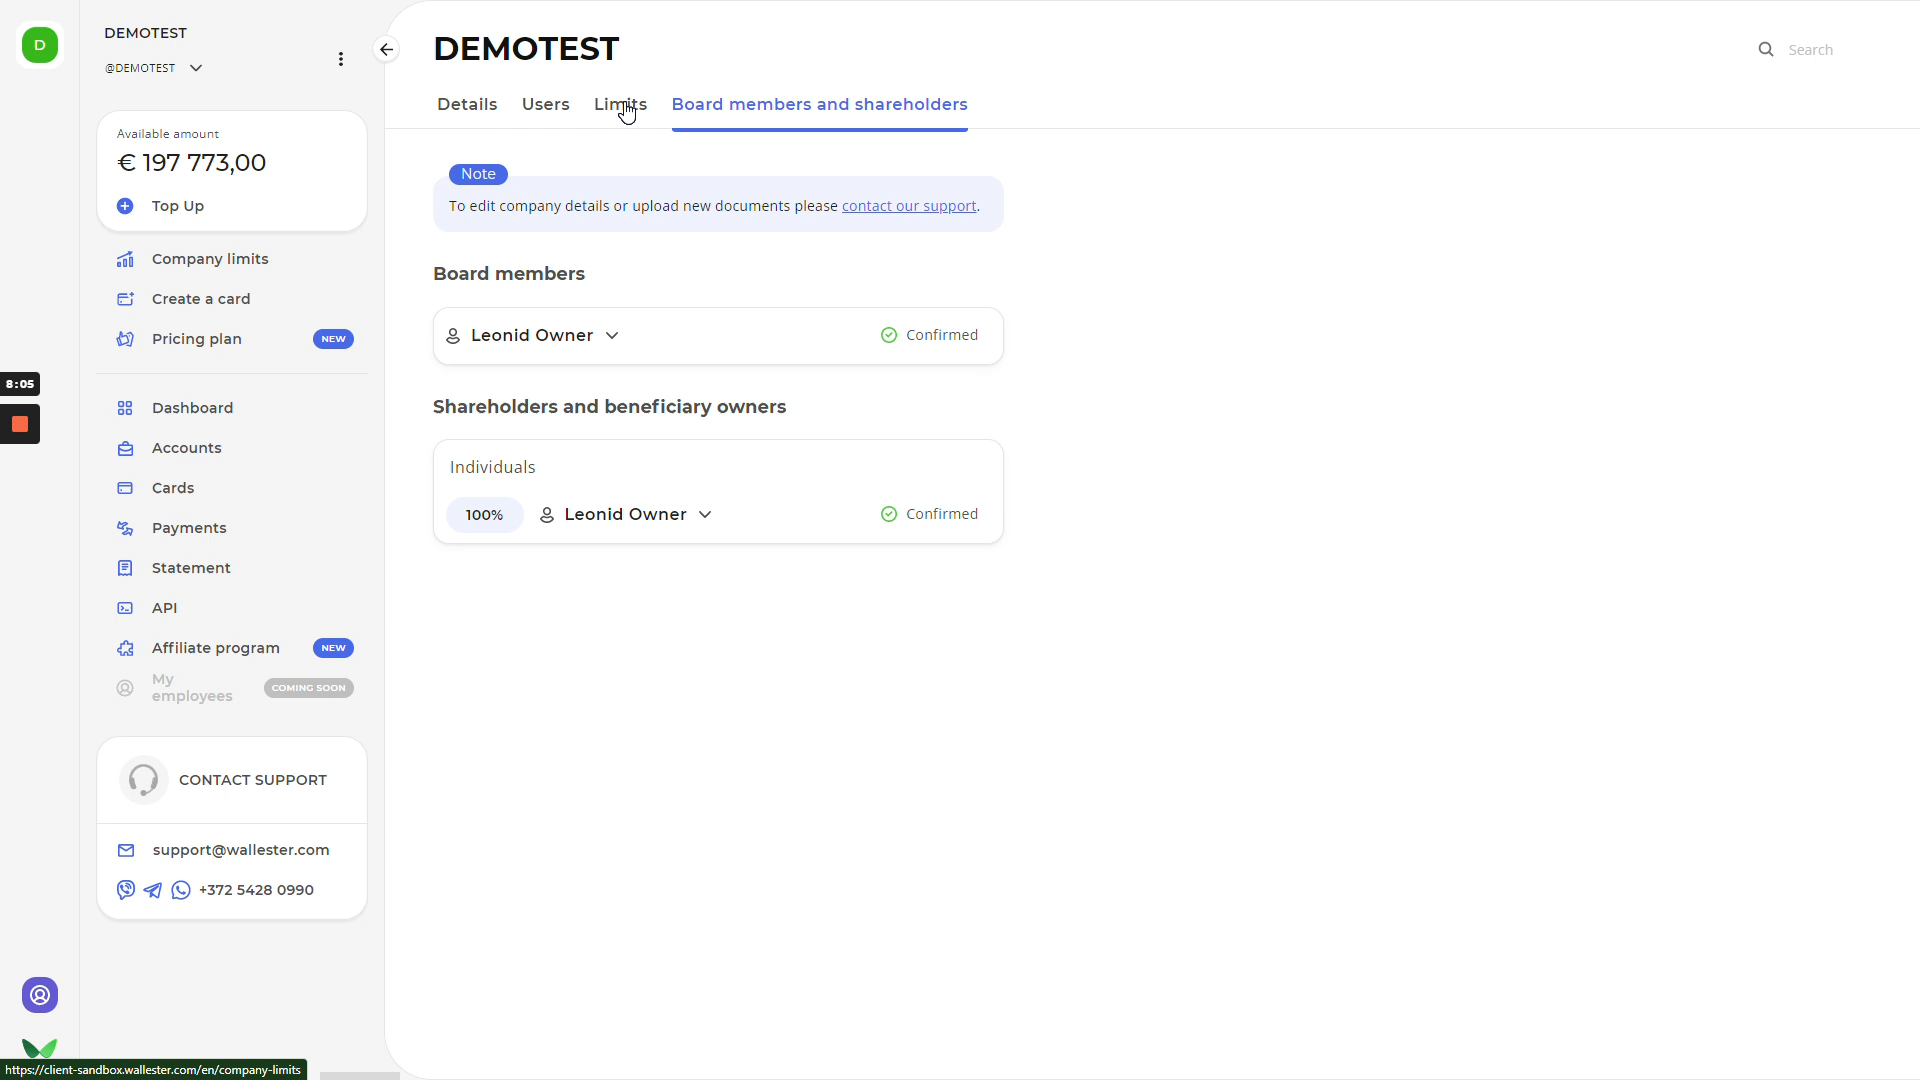 D
DEMOTEST
@DEMOTEST
Available amount
€ 197 773,00
Top Up
Company limits
Create a card
Pricing plan NEW
8:05
Dashboard
Accounts
Cards
Payments
Statement
API
Affiliate program NEW
My
employees COMING SOON
CONTACT SUPPORT
support@wallester.com
+372 5428 0990
https://client-sandbox.wallester.com/en/company-limits
DEMOTEST
Search
Details Users Limits Board members and shareholders
Note
To edit company details or upload new documents please contact our support.
Board members
Leonid Owner Confirmed
Shareholders and beneficiary owners
Individuals
100% Leonid Owner Confirmed